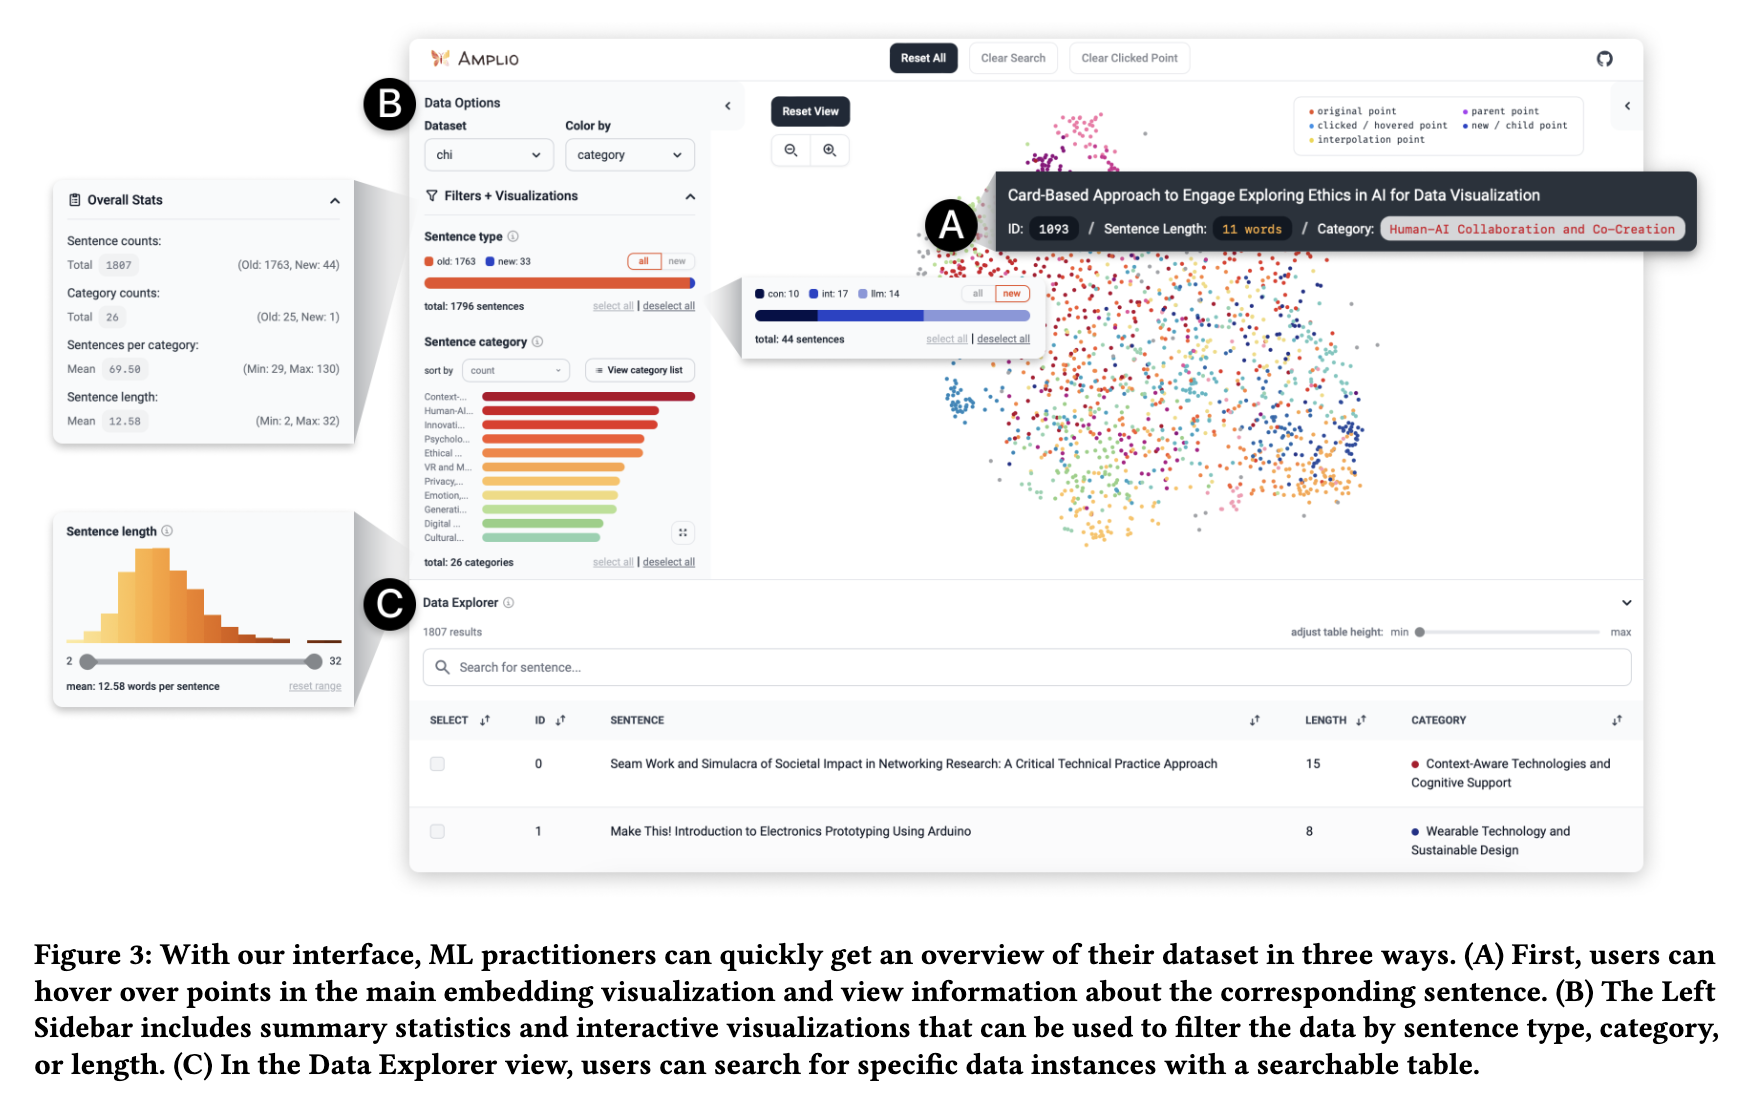 AMPLIO
Reset All
Clear Search
Clear Clicked Point
B
Data Options
Dataset
Color by
chi
category
Filters + Visualizations
Sentence type
old: 1763 new: 33
all new
total: 1796 sentences
select all | deselect all
Sentence category
sort by
count
View category list
Context-...
Human-AI...
Innovati...
Psycholo...
Ethical ...
VR and M...
Privacy,...
Emotion,...
Generati...
Digital ...
Cultural...
total: 26 categories
select all | deselect all
Overall Stats
Sentence counts:
Total 1807 (Old: 1763, New: 44)
Category counts:
Total 26 (Old: 25, New: 1)
Sentences per category:
Mean 69.50 (Min: 29, Max: 130)
Sentence length:
Mean 12.58 (Min: 2, Max: 32)
Sentence length
2 32
mean: 12.58 words per sentence
reset range
Reset View
original point
parent point
clicked / hovered point
new / child point
interpolation point
A
Card-Based Approach to Engage Exploring Ethics in AI for Data Visualization
ID: 1093 / Sentence Length: 11 words / Category: Human-AI Collaboration and Co-Creation
con: 10 int: 17 llm: 14
all new
total: 44 sentences
select all | deselect all
C
Data Explorer
1807 results
adjust table height: min max
Search for sentence...
SELECT ID SENTENCE LENGTH CATEGORY
0 Seam Work and Simulacra of Societal Impact in Networking Research: A Critical Technical Practice Approach 15 Context-Aware Technologies and
Cognitive Support
1 Make This! Introduction to Electronics Prototyping Using Arduino 8 Wearable Technology and
Sustainable Design
Figure 3: With our interface, ML practitioners can quickly get an overview of their dataset in three ways. (A) First, users can
hover over points in the main embedding visualization and view information about the corresponding sentence. (B) The Left
Sidebar includes summary statistics and interactive visualizations that can be used to filter the data by sentence type, category,
or length. (C) In the Data Explorer view, users can search for specific data instances with a searchable table.